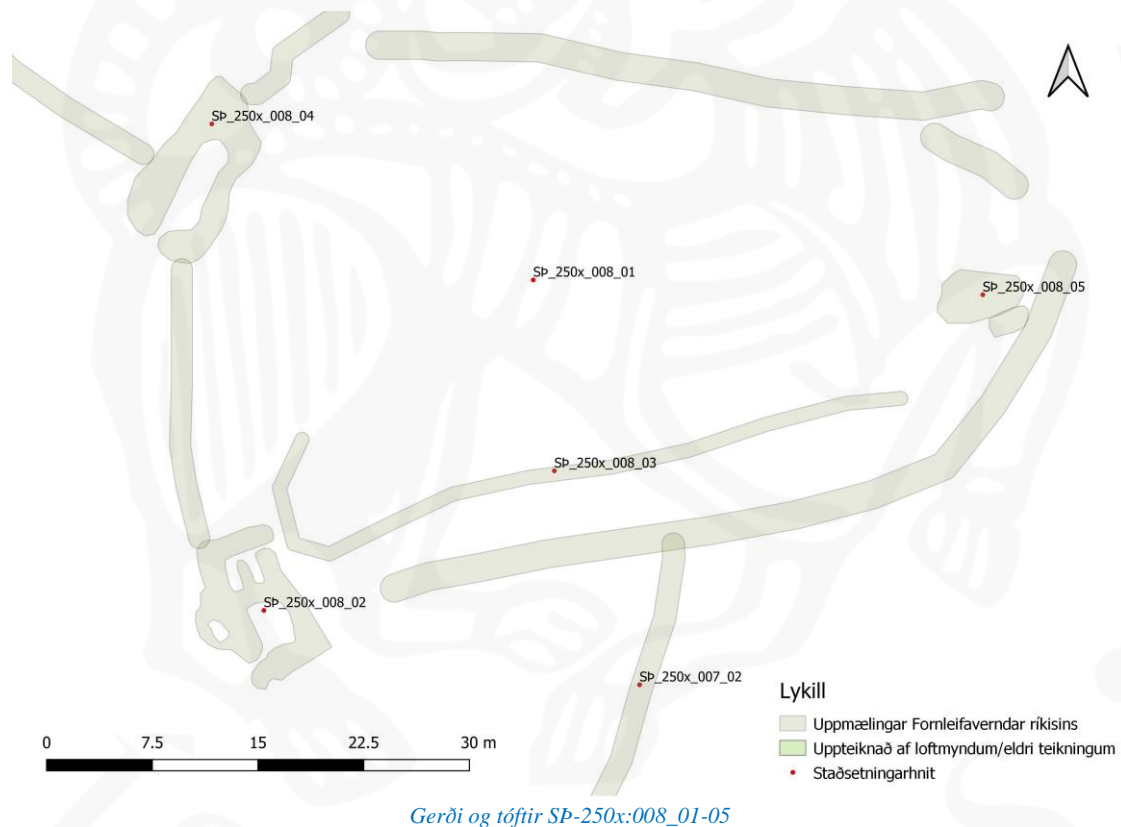 SÞ_250x_008_04
SÞ_250x_008_01
SÞ_250x_008_05
SÞ_250x_008_03
SÞ_250x_008_02
SÞ_250x_007_02
Lykill
Uppmælingar Fornleifaverndar ríkisins
Uppteiknað af loftmyndum/eldri teikningum
Staðsetningarhnit
0 7.5 15 22.5 30 m
Gerði og tóftir SÞ-250x:008_01-05